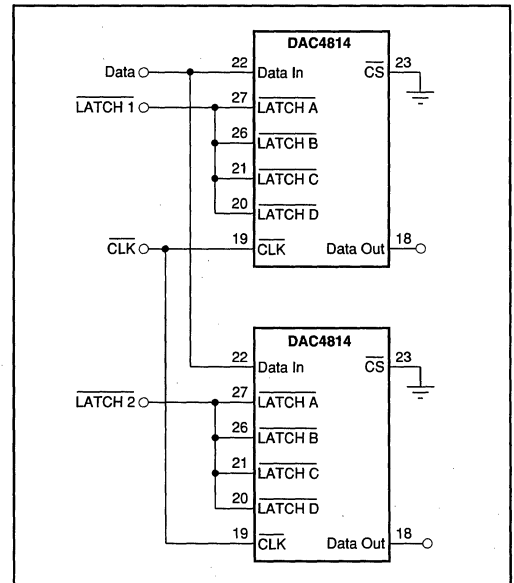 DAC4814
Data 22 Data In CS 23
LATCH 1 27 LATCH A
26 LATCH B
21 LATCH C
20 LATCH D
CLK 19 CLK Data Out 18
DAC4814
22 Data In CS 23
LATCH 2 27 LATCH A
26 LATCH B
21 LATCH C
20 LATCH D
19 CLK Data Out 18